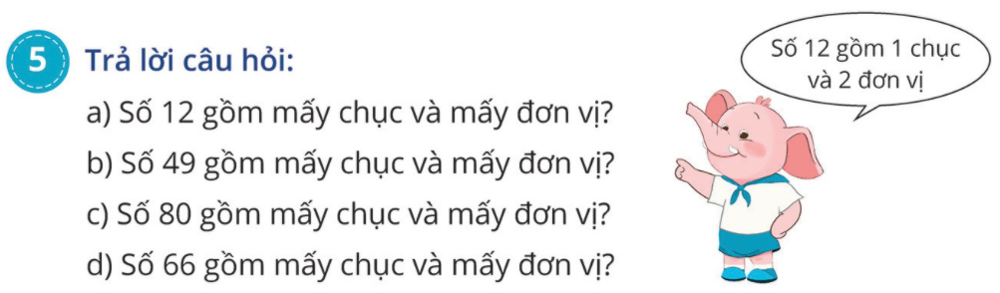 5 Trả lời câu hỏi:
a) Số 12 gồm mấy chục và mấy đơn vị?
b) Số 49 gồm mấy chục và mấy đơn vị?
c) Số 80 gồm mấy chục và mấy đơn vị?
d) Số 66 gồm mấy chục và mấy đơn vị?
Số 12 gồm 1 chục
và 2 đơn vị